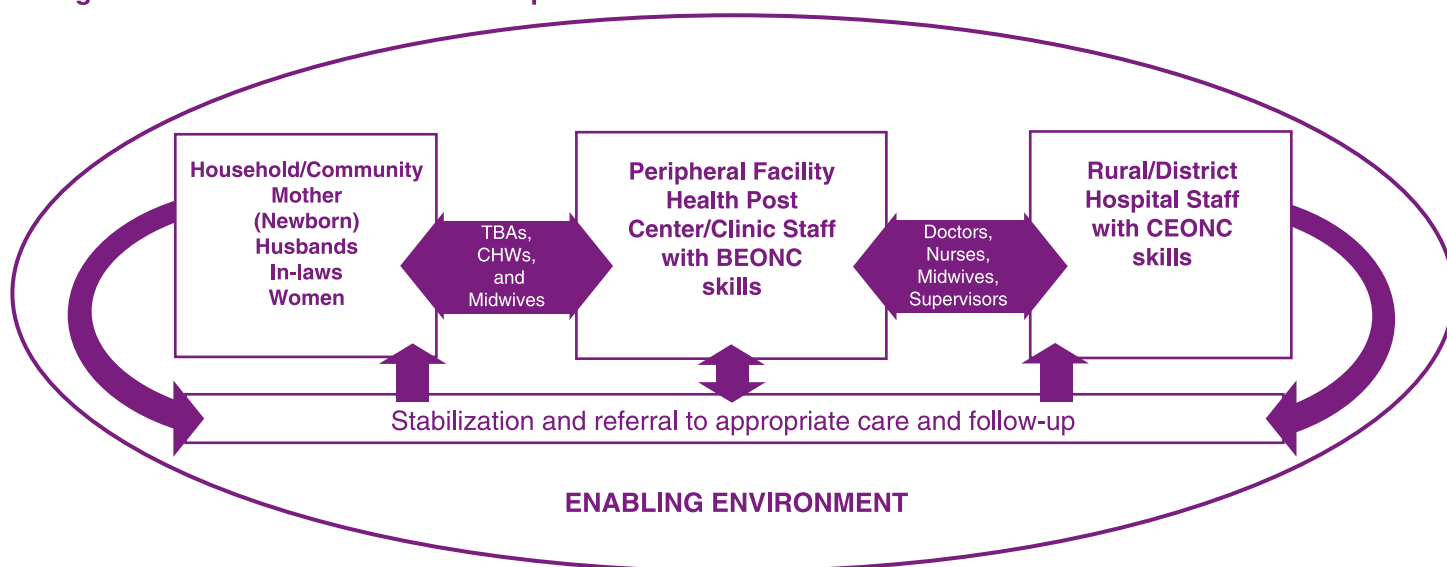 Household/Community
Mother
(Newborn)
Husbands
In-laws
Women
TBAs,
CHWs,
and
Midwives
Peripheral Facility
Health Post
Center/Clinic Staff
with BEONC
skills
Doctors,
Nurses,
Midwives,
Supervisors
Rural/District
Hospital Staff
with CEONC
skills
Stabilization and referral to appropriate care and follow-up
ENABLING ENVIRONMENT